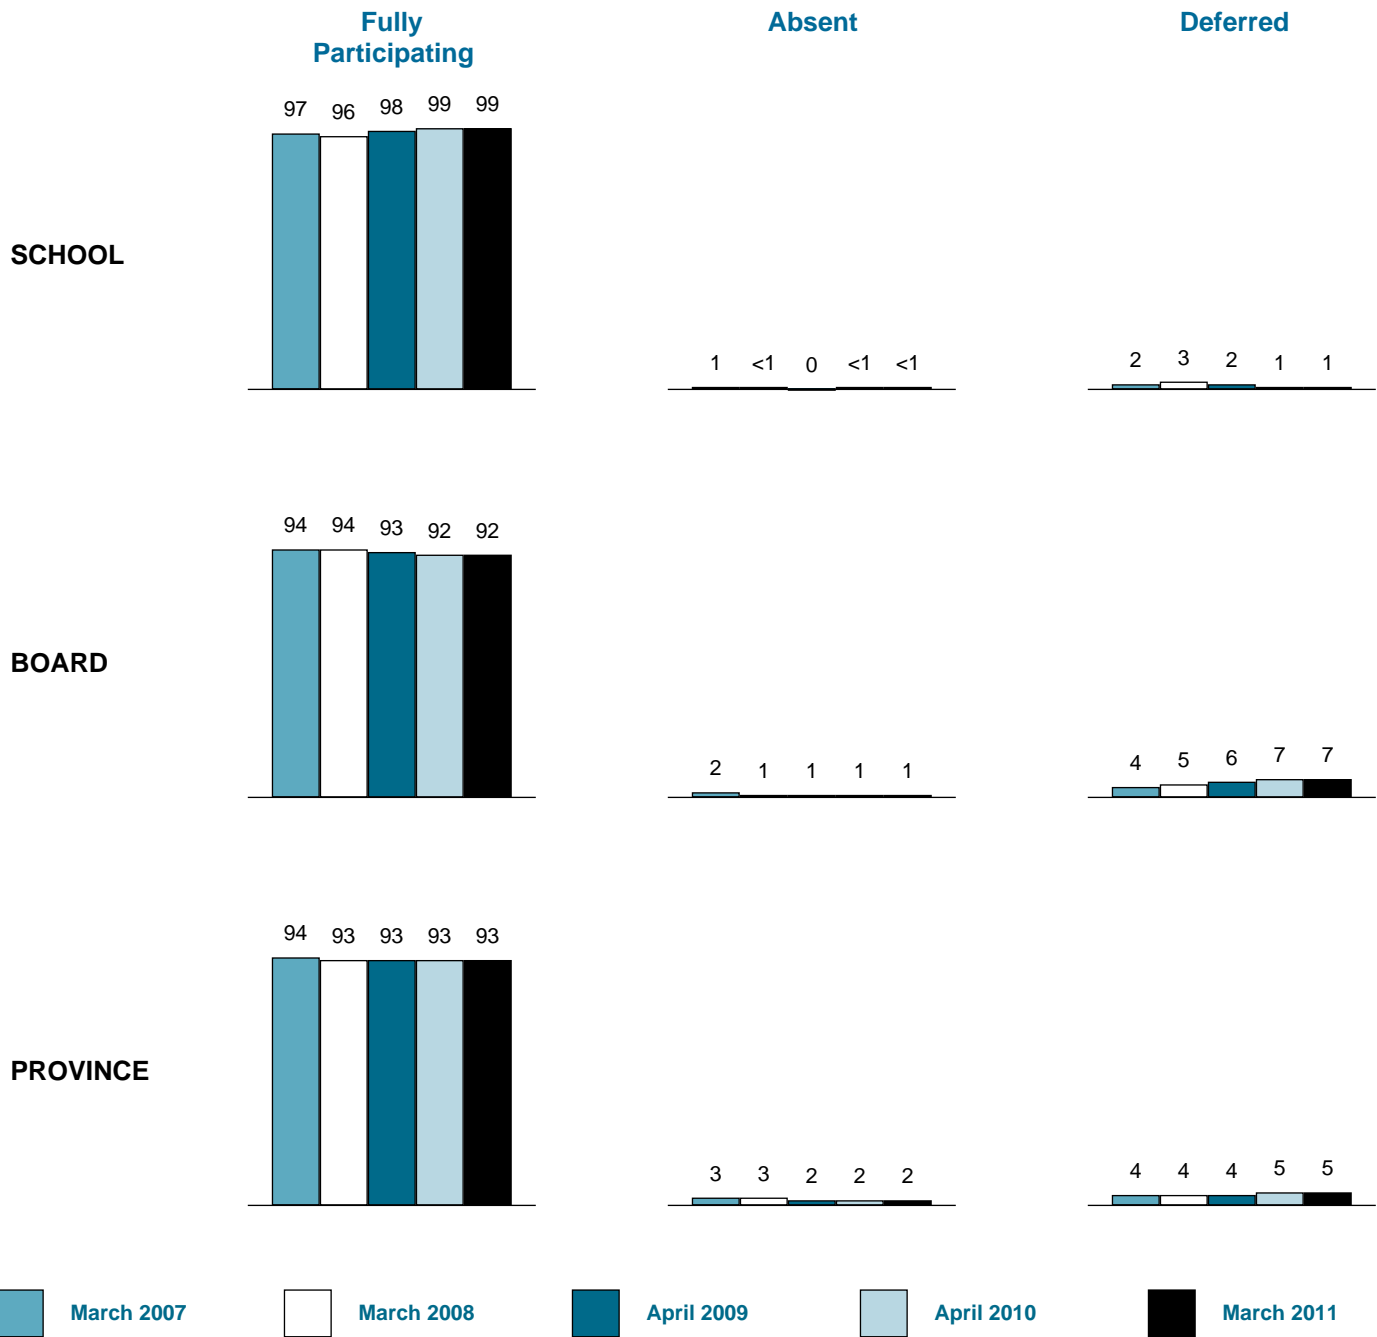 Fully
Participating
Absent
Deferred
97 96 98 99 99
1 <1 0 <1 <1
2 3 2 1 1
SCHOOL
94 94 93 92 92
2 1 1 1 1
4 5 6 7 7
BOARD
94 93 93 93 93
3 3 2 2 2
4 4 4 5 5
PROVINCE
March 2007
March 2008
April 2009
April 2010
March 2011